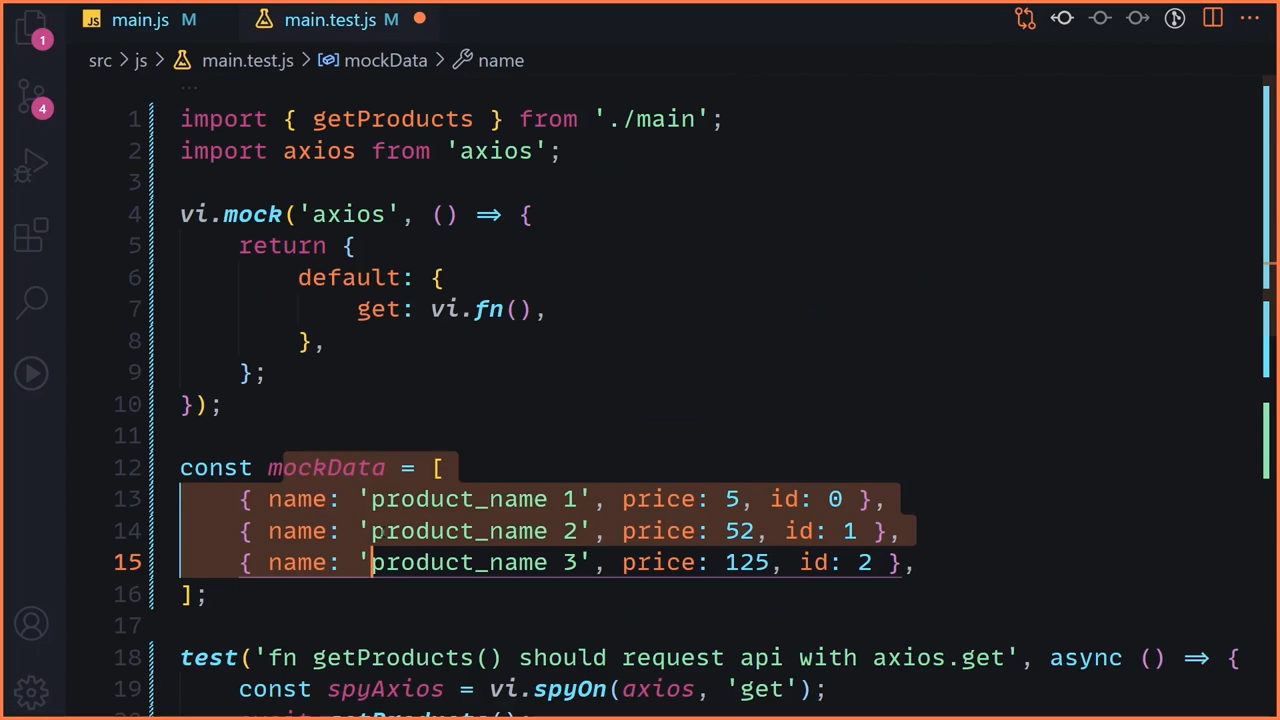 1
4
main.js M
main.test.js M
src > js > main.test.js > mockData > name
...
1 import { getProducts } from './main';
2 import axios from 'axios';
3
4 vi.mock('axios', () ⇒ {
5 return {
6 default: {
7 get: vi.fn(),
8 },
9 };
10 });
11
12 const mockData = [
13 { name: 'product_name 1', price: 5, id: 0 },
14 { name: 'product_name 2', price: 52, id: 1 },
15 { name: 'product_name 3', price: 125, id: 2 },
16 ];
17
18 test('fn getProducts() should request api with axios.get', async () ⇒ {
19 const spyAxios = vi.spyOn(axios, 'get');
await getProducts();